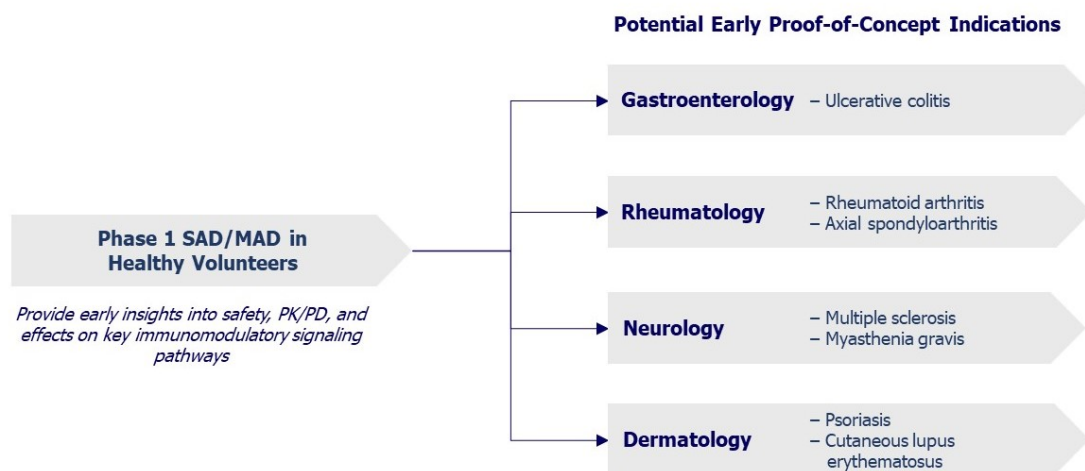 Potential Early Proof-of-Concept Indications
Gastroenterology
– Ulcerative colitis
Rheumatology
– Rheumatoid arthritis
– Axial spondyloarthritis
Phase 1 SAD/MAD in
Healthy Volunteers
Provide early insights into safety, PK/PD, and
effects on key immunomodulatory signaling
pathways
Neurology
– Multiple sclerosis
– Myasthenia gravis
Dermatology
– Psoriasis
– Cutaneous lupus
erythematosus